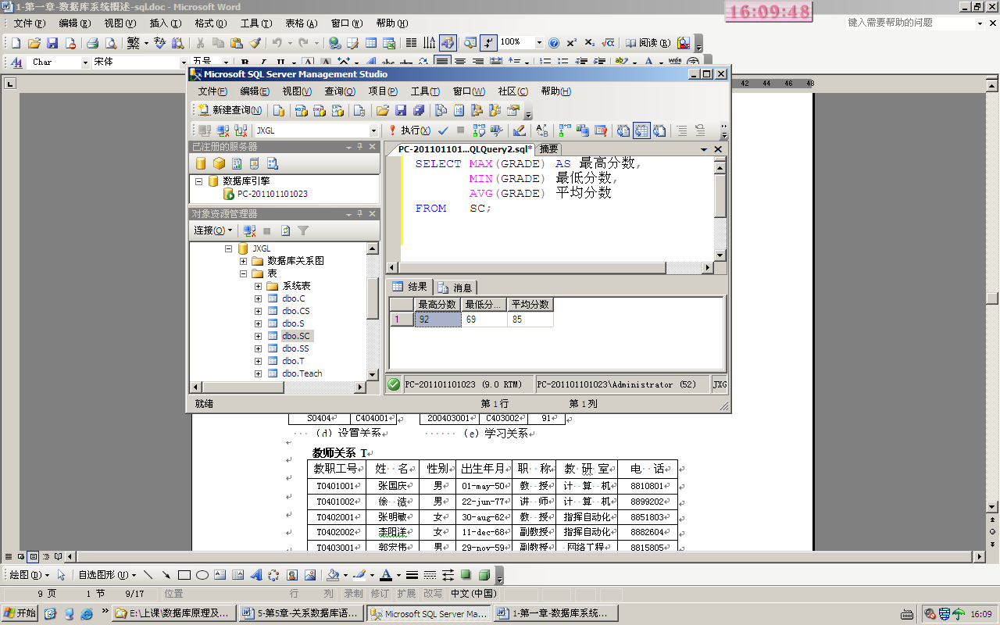 1-第一章-数据库系统概述-sql.doc - Microsoft Word
16:09:48
文件(F) 编辑(E) 视图(V) 插入(I) 格式(O) 工具(T) 表格(A) 窗口(W) 帮助(H)
键入需要帮助的问题
繁 100% 阅读(R)
Char 宋体 五号
42 44 46 48
Microsoft SQL Server Management Studio
文件(F) 编辑(E) 视图(V) 查询(Q) 项目(P) 工具(T) 窗口(W) 社区(C) 帮助(H)
新建查询(N)
JXGL 执行(X)
已注册的服务器
数据库引擎
PC-201101101023
对象资源管理器
连接(O)
JXGL
数据库关系图
表
系统表
dbo.C
dbo.CS
dbo.S
dbo.SC
dbo.SS
dbo.T
dbo.Teach
PC-201101101...QLQuery2.sql* 摘要
SELECT MAX(GRADE) AS 最高分数,
MIN(GRADE) 最低分数,
AVG(GRADE) 平均分数
FROM SC;
结果 消息
最高分数 最低分... 平均分数
1 92 69 85
PC-201101101023 (9.0 RTM) PC-201101101023\Administrator (52) JXG
就绪 第 1 行 第 1 列
S0404 C404001 200403001 C403002 91
(d) 设置关系 (e) 学习关系
教师关系 T
教职工号 姓 名 性别 出生年月 职 称 教 研 室 电 话
T0401001 张国庆 男 01-may-50 教 授 计 算 机 8810801
T0401002 徐 浩 男 22-jun-77 讲 师 计 算 机 8899202
T0402001 张明敏 女 30-aug-62 教 授 指挥自动化 8851803
T0402002 李阳洋 女 11-dec-68 副教授 指挥自动化 8882604
T0403001 郭宏伟 男 29-nov-59 副教授 网络工程 8815805
绘图(D) 自选图形(U)
9 页 1 节 9/17 位置 行 列 录制 修订 扩展 改写 中文(中国)
开始 E:\上课\数据库原理及... 5-第5章-关系数据库语... Microsoft SQL Server Ma... 1-第一章-数据库系统... 16:09